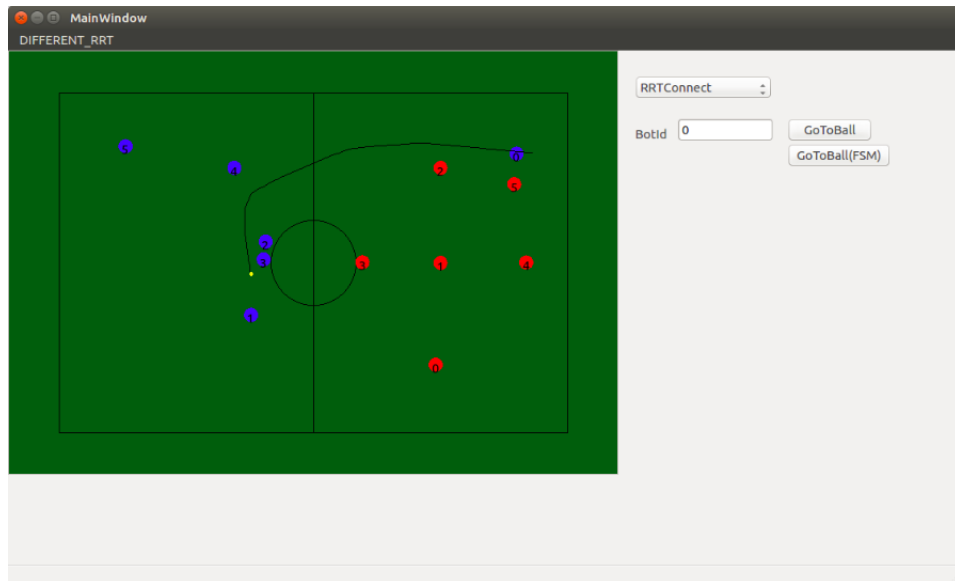 MainWindow
DIFFERENT_RRT
RRTConnect
BotId 0 GoToBall
GoToBall(FSM)
5
4
0
2
5
2
3
3
1
4
1
0